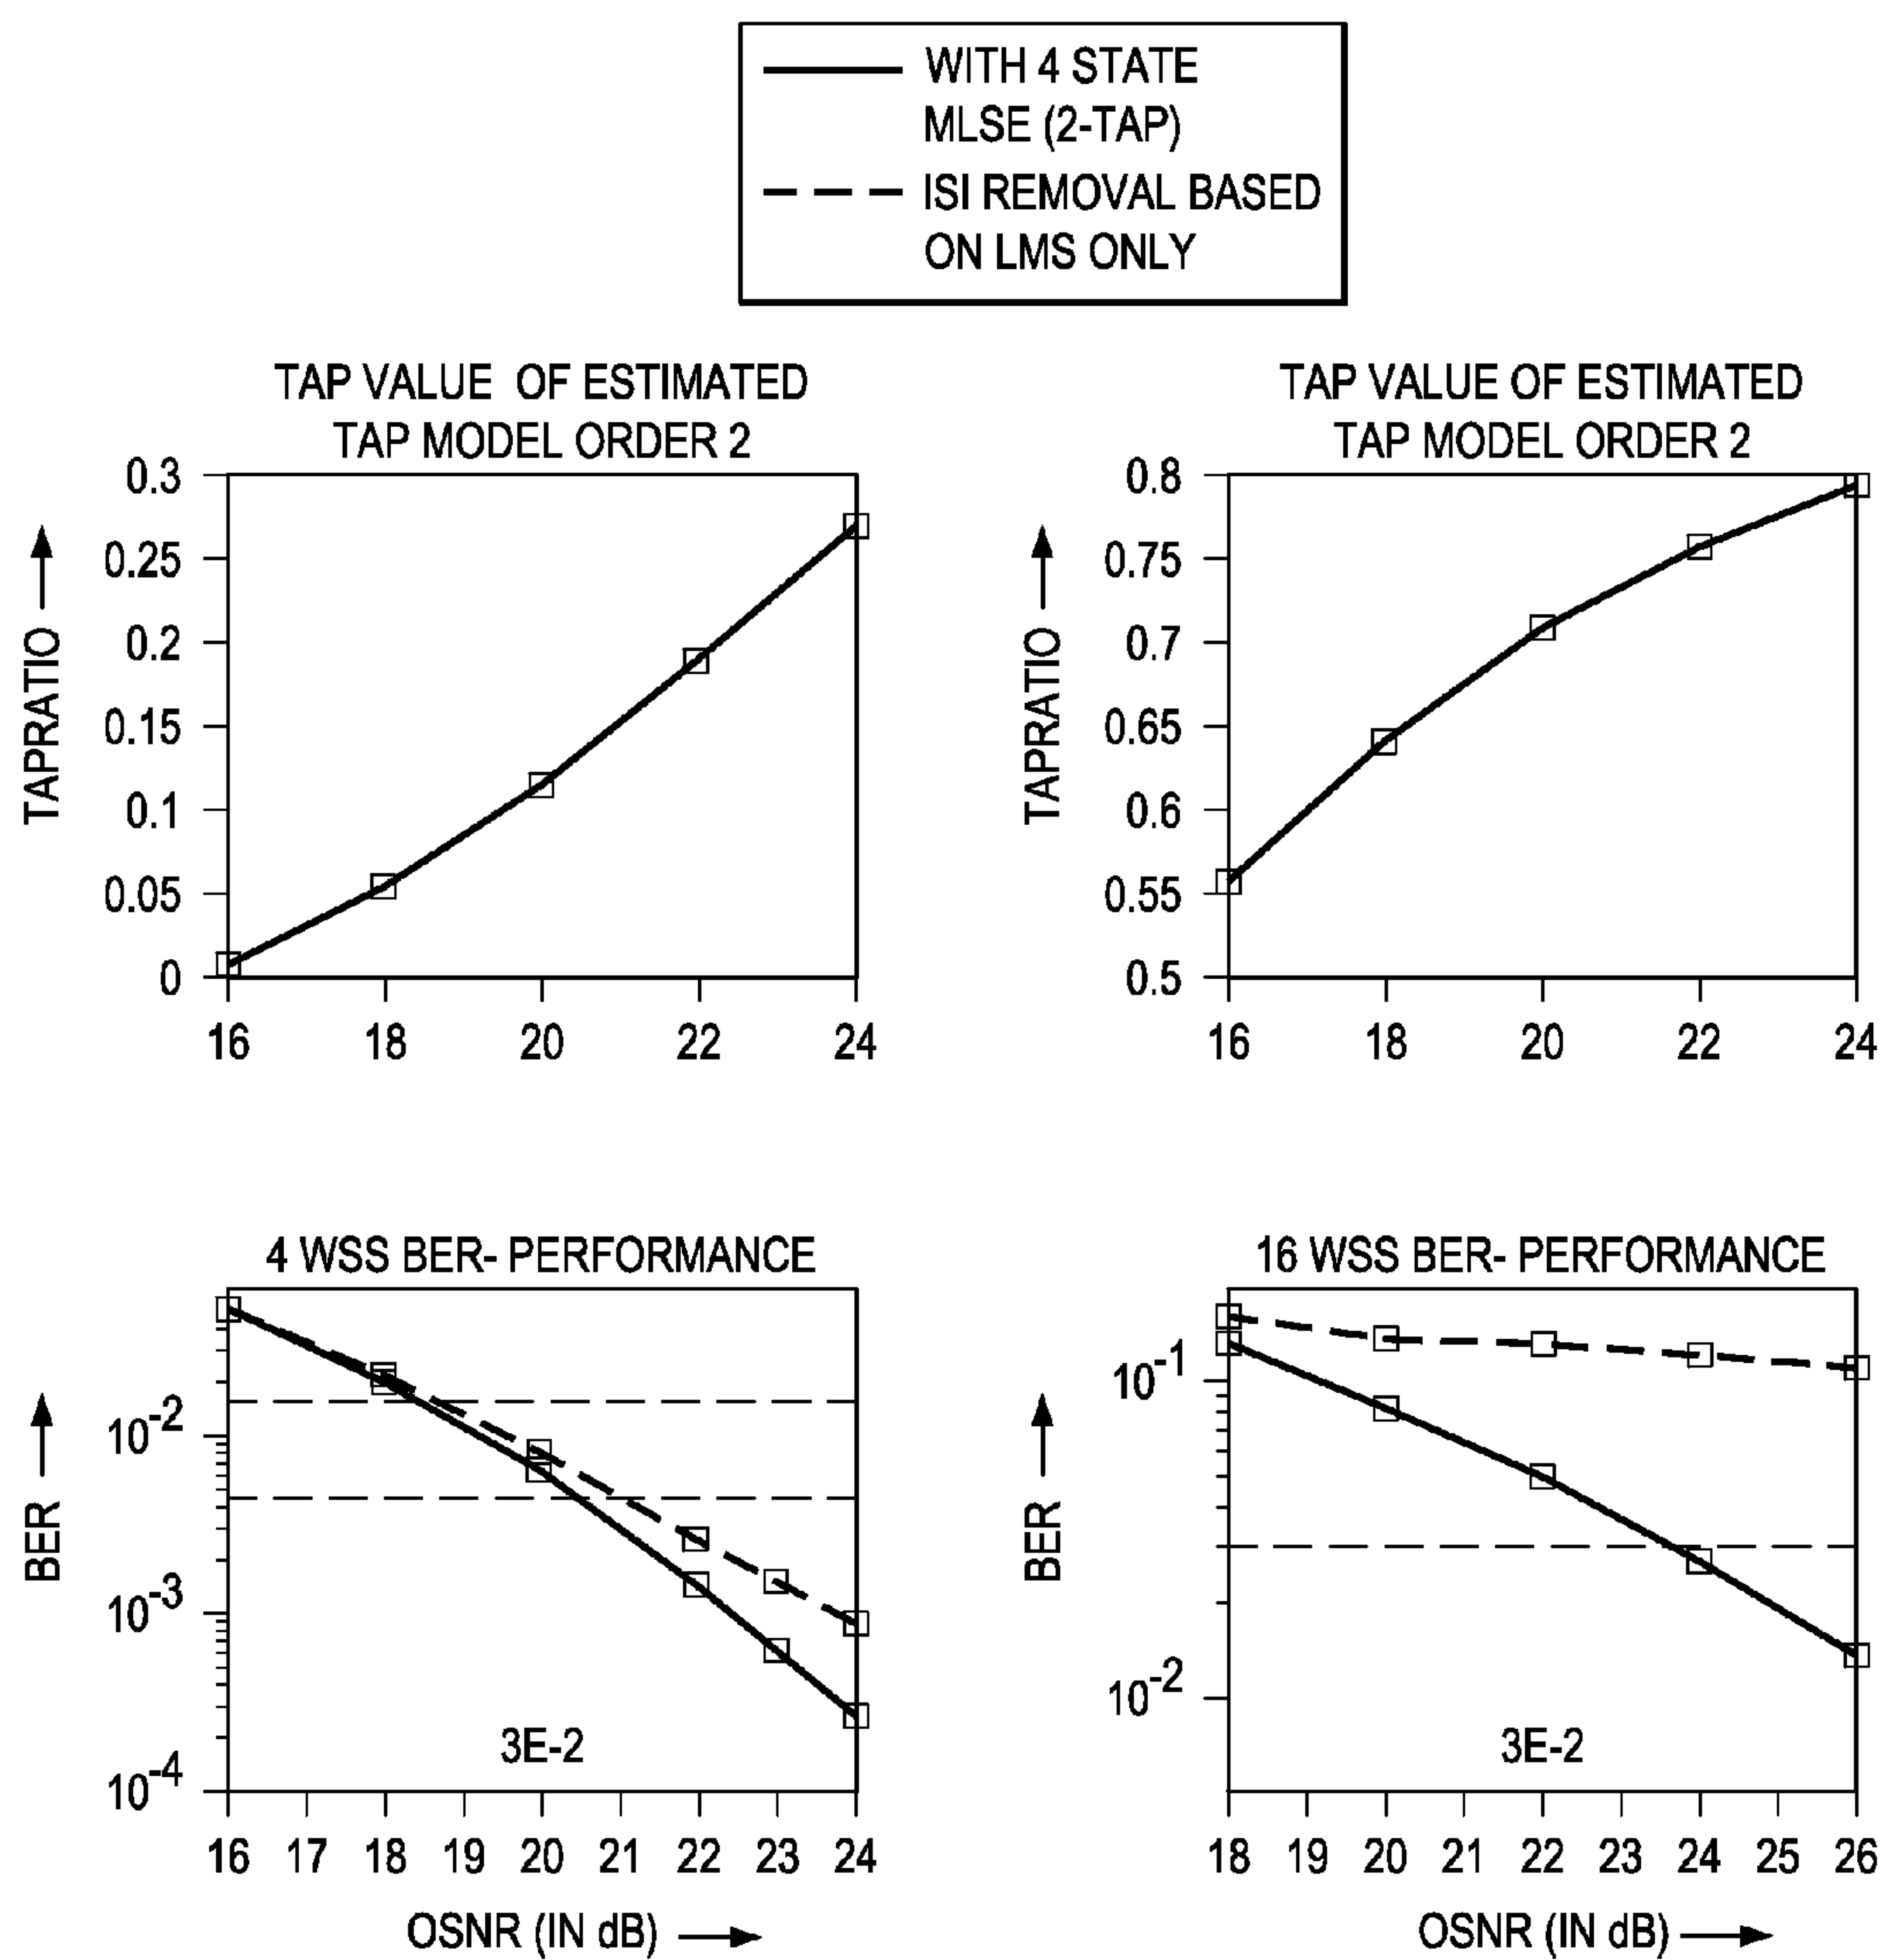 WITH 4 STATE
MLSE (2-TAP)
ISI REMOVAL BASED
ON LMS ONLY
TAP VALUE OF ESTIMATED
TAP MODEL ORDER 2
TAPRATIO
0.3
0.25
0.2
0.15
0.1
0.05
0
16 18 20 22 24
TAP VALUE OF ESTIMATED
TAP MODEL ORDER 2
TAPRATIO
0.8
0.75
0.7
0.65
0.6
0.55
0.5
16 18 20 22 24
4 WSS BER- PERFORMANCE
BER
10-2
10-3
10-4
3E-2
16 17 18 19 20 21 22 23 24
OSNR (IN dB)
16 WSS BER- PERFORMANCE
BER
10-1
10-2
3E-2
18 19 20 21 22 23 24 25 26
OSNR (IN dB)